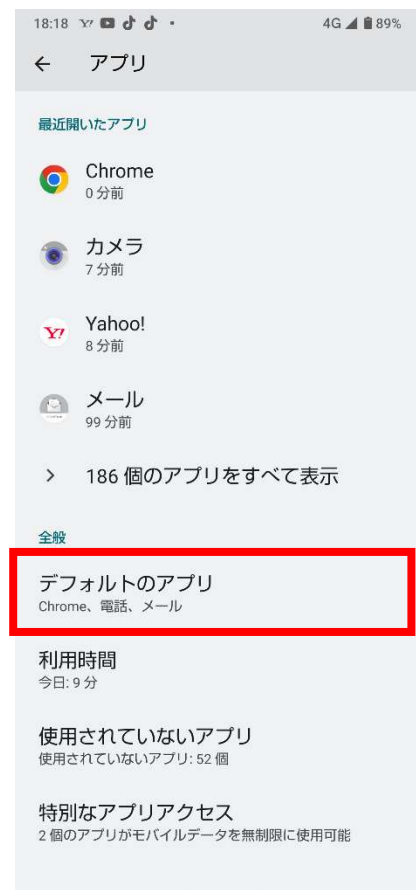 18:18 4G 89%
アプリ
最近開いたアプリ
Chrome
0 分前
カメラ
7 分前
Yahoo!
8 分前
メール
99 分前
186 個のアプリをすべて表示
全般
デフォルトのアプリ
Chrome、電話、メール
利用時間
今日: 9 分
使用されていないアプリ
使用されていないアプリ: 52 個
特別なアプリアクセス
2 個のアプリがモバイルデータを無制限に使用可能